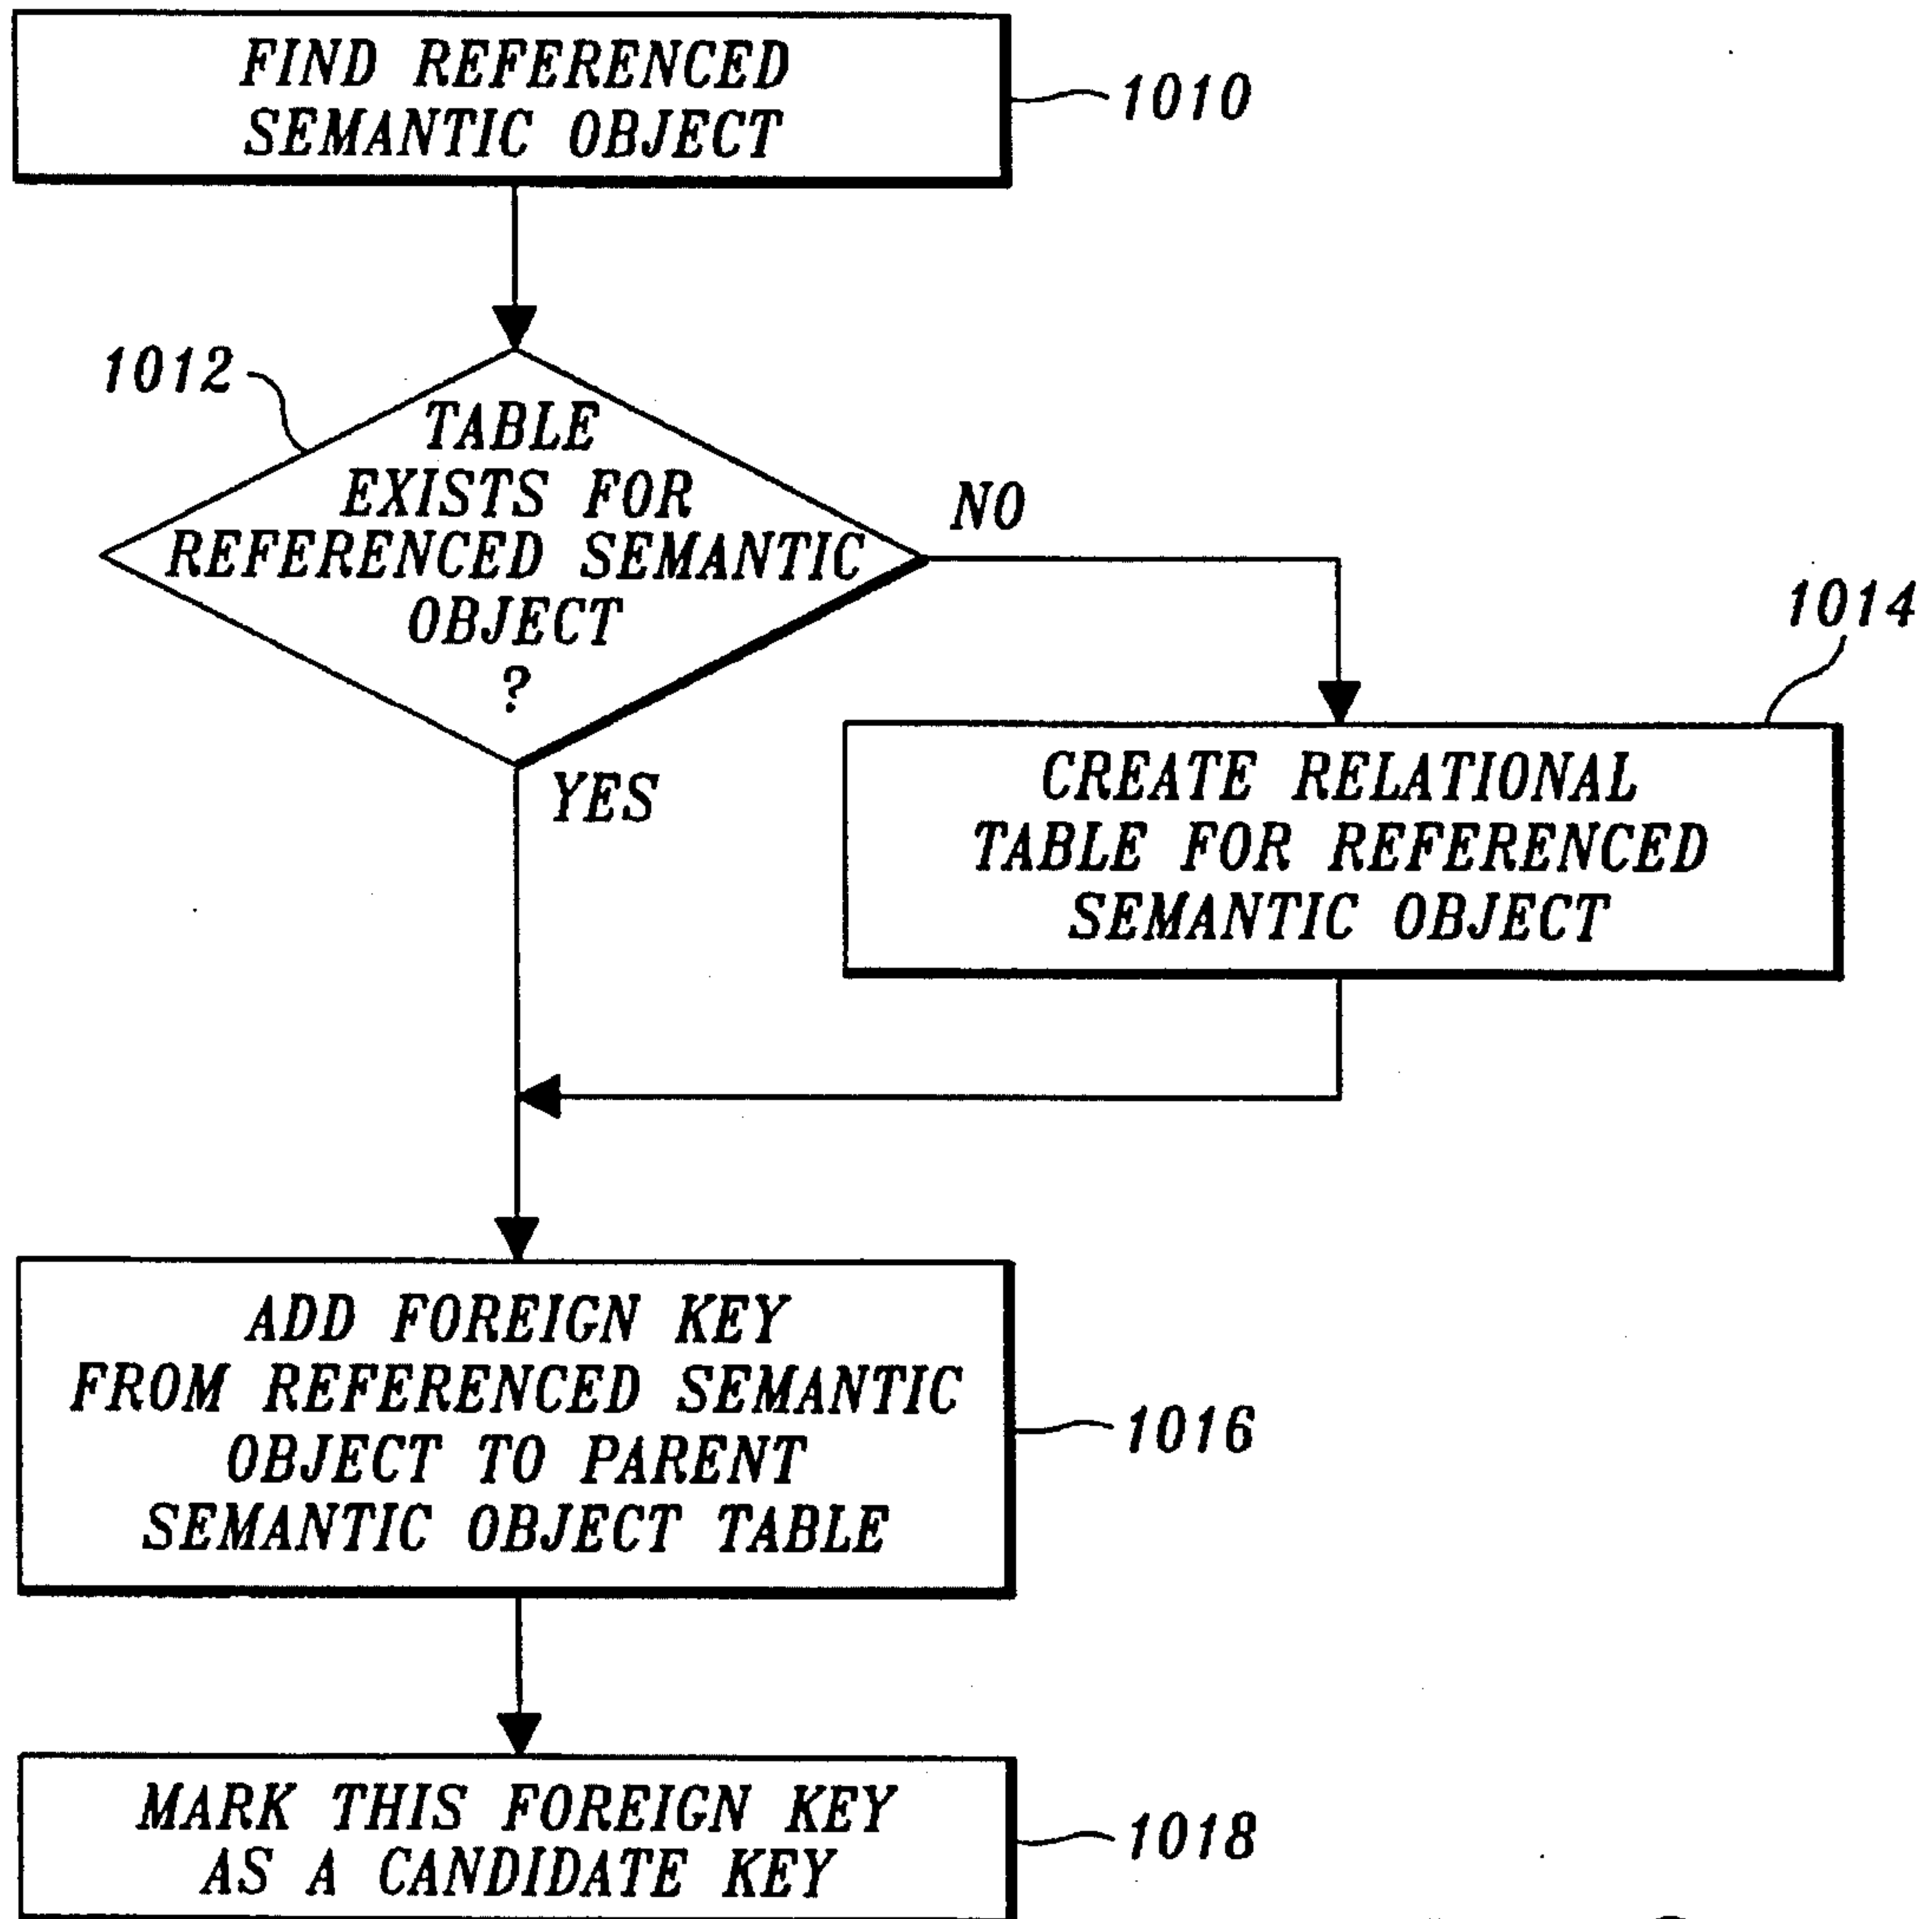 FIND REFERENCED
SEMANTIC OBJECT
1010
1012
TABLE
EXISTS FOR
REFERENCED SEMANTIC
OBJECT
?
NO
YES
1014
CREATE RELATIONAL
TABLE FOR REFERENCED
SEMANTIC OBJECT
ADD FOREIGN KEY
FROM REFERENCED SEMANTIC
OBJECT TO PARENT
SEMANTIC OBJECT TABLE
1016
MARK THIS FOREIGN KEY
AS A CANDIDATE KEY
1018